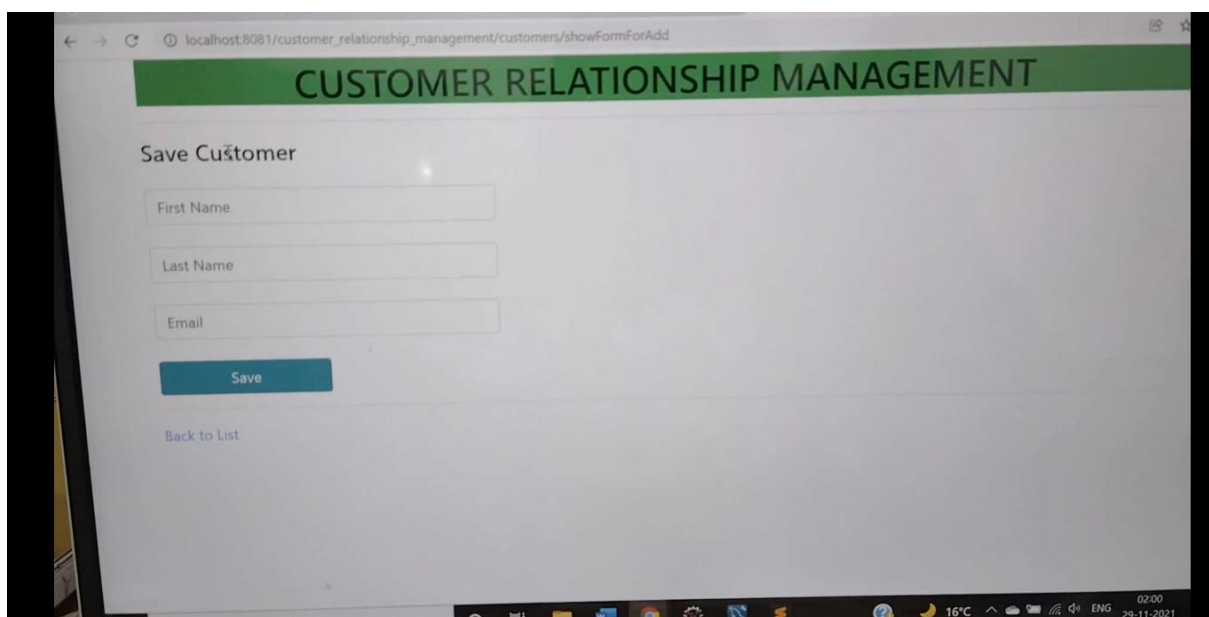 localhost:8081/customer_relationship_management/customers/showFormForAdd
CUSTOMER RELATIONSHIP MANAGEMENT
Save Customer
First Name
Last Name
Email
Save
Back to List
16°C ENG 02:00
29-11-2021